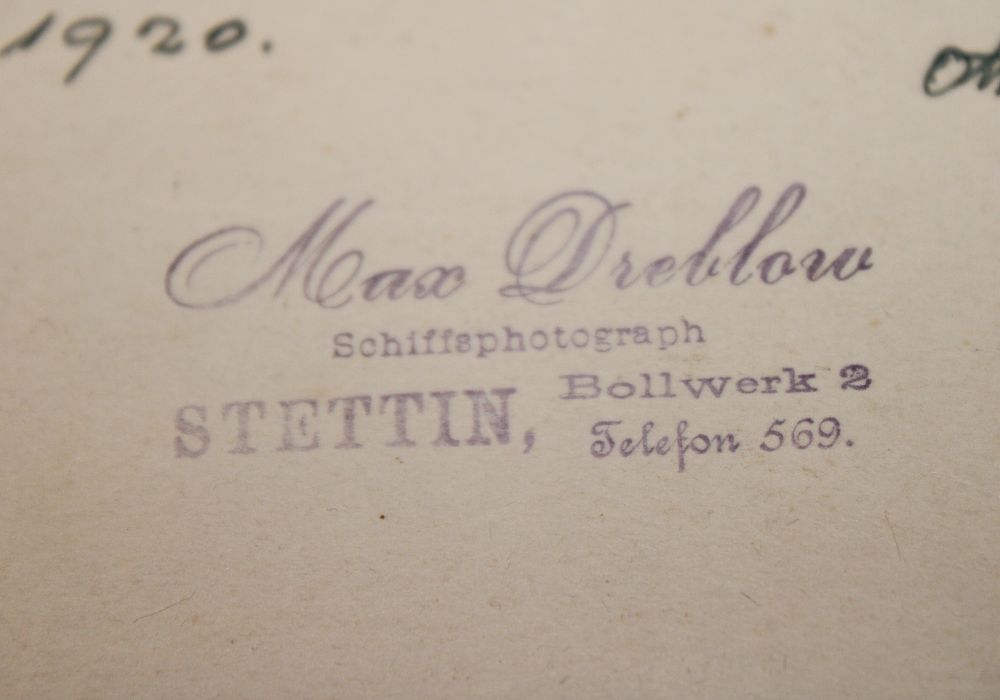 1920.
Max Dreblow
Schiffsphotograph
STETTIN, Bollwerk 2
Telefon 569.